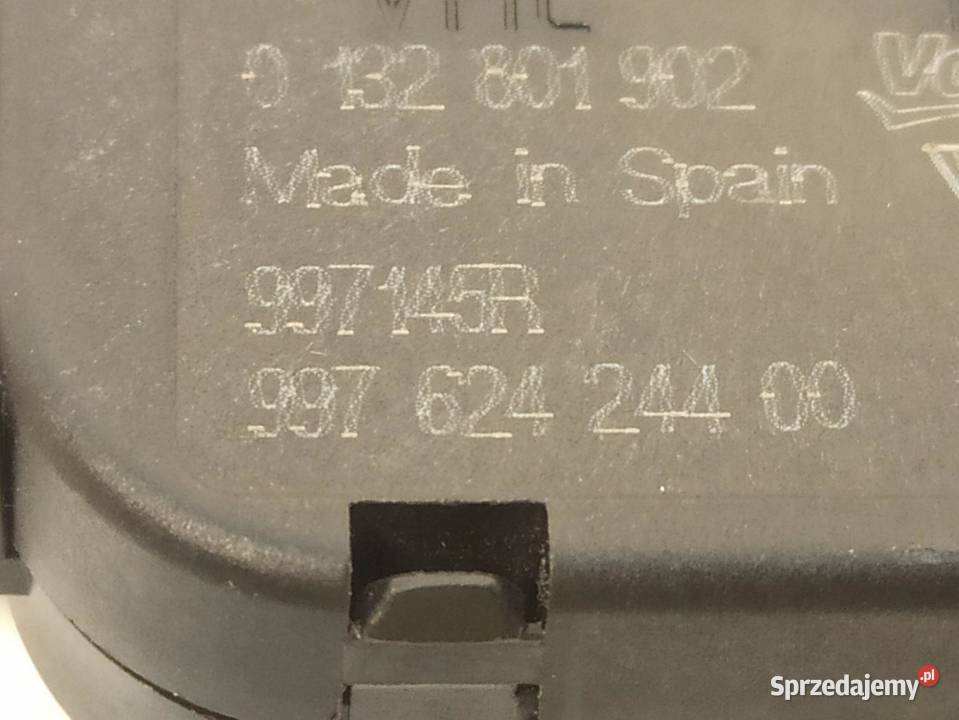 0 132 801 902
Made in Spain
997145R
997 624 244 00
Sprzedajemy.pl